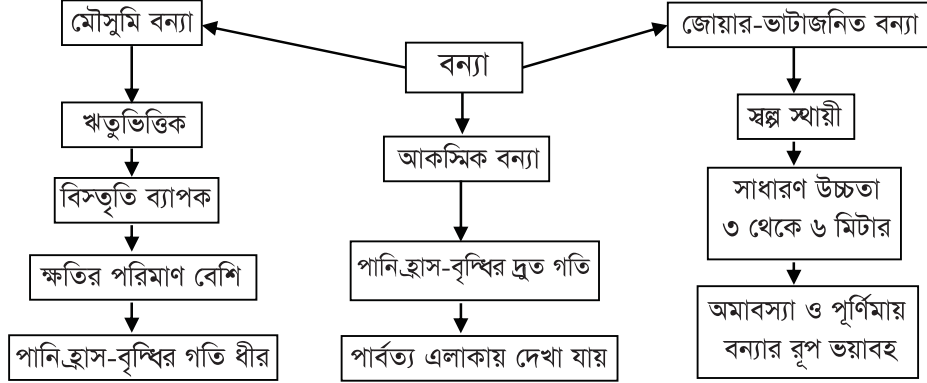 মৌসুমি বন্যা
জোয়ার-ভাটাজনিত বন্যা
বন্যা
ঋতুভিত্তিক
স্বল্প স্থায়ী
আকস্মিক বন্যা
বিস্তৃতি ব্যাপক
সাধারণ উচ্চতা
৩ থেকে ৬ মিটার
ক্ষতির পরিমাণ বেশি
পানি-হ্রাস-বৃদ্ধির দ্রুত গতি
অমাবস্যা ও পূর্ণিমায়
বন্যার রূপ ভয়াবহ
পানি-হ্রাস-বৃদ্ধির গতি ধীর
পার্বত্য এলাকায় দেখা যায়